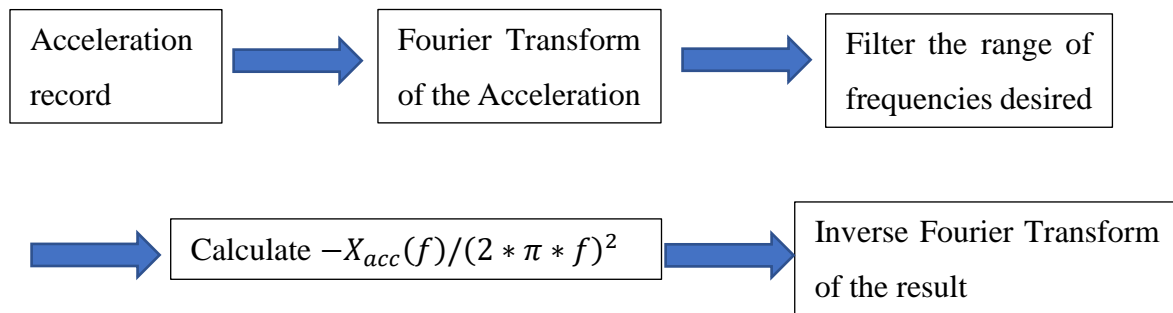 Acceleration
record
Fourier Transform
of the Acceleration
Filter the range of
frequencies desired
Calculate −𝑋𝑎𝑐𝑐(𝑓)/(2 ∗ 𝜋 ∗ 𝑓)²
Inverse Fourier Transform
of the result